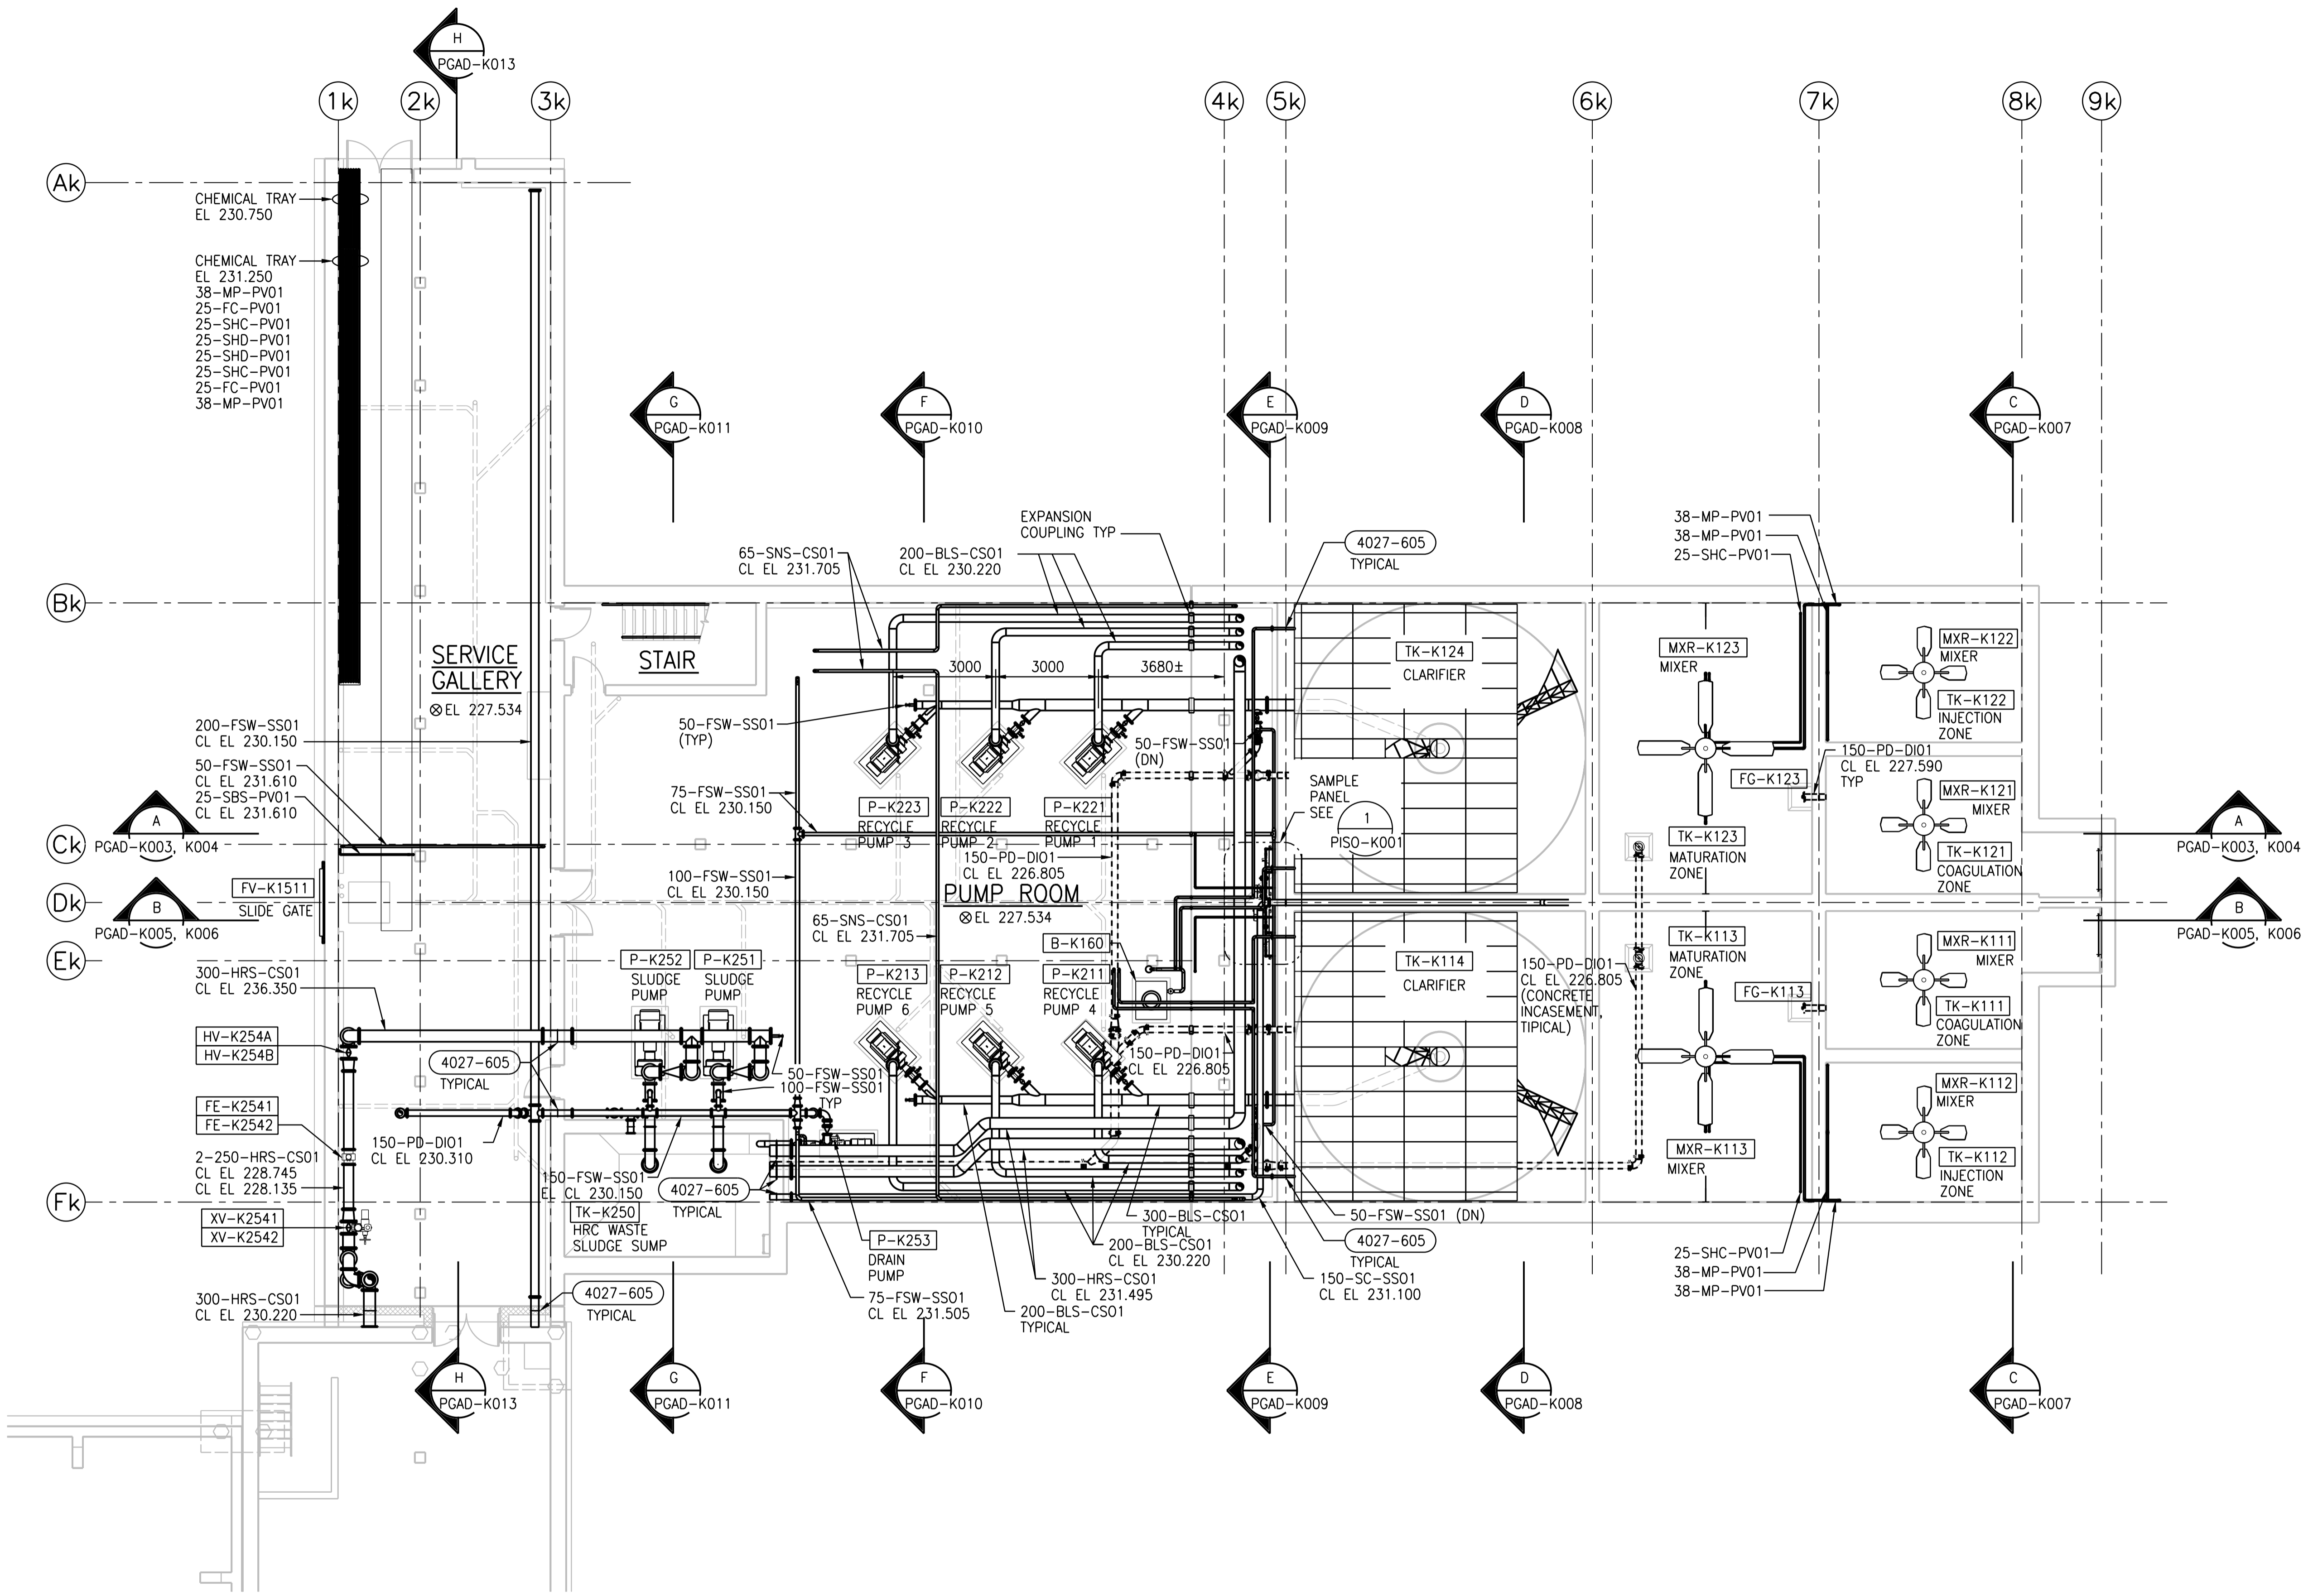 H
PGAD-K013
1k
2k
3k
4k
5k
6k
7k
8k
9k
Ak
CHEMICAL TRAY
EL 230.750
CHEMICAL TRAY
EL 231.250
38-MP-PV01
25-FC-PV01
25-SHC-PV01
25-SHD-PV01
25-SHD-PV01
25-SHC-PV01
25-FC-PV01
38-MP-PV01
G
PGAD-K011
F
PGAD-K010
E
PGAD-K009
D
PGAD-K008
C
PGAD-K007
EXPANSION
COUPLING TYP
65-SNS-CS01
CL EL 231.705
200-BLS-CS01
CL EL 230.220
4027-605
TYPICAL
38-MP-PV01
38-MP-PV01
25-SHC-PV01
Bk
SERVICE
GALLERY
⊗EL 227.534
STAIR
3000
3000
3680±
TK-K124
CLARIFIER
MXR-K123
MIXER
MXR-K122
MIXER
TK-K122
INJECTION
ZONE
200-FSW-SS01
CL EL 230.150
50-FSW-SS01
CL EL 231.610
25-SBS-PV01
CL EL 231.610
50-FSW-SS01
(TYP)
50-FSW-SS01
(DN)
75-FSW-SS01
CL EL 230.150
SAMPLE
PANEL
SEE
1
PISO-K001
P-K223
RECYCLE
PUMP 3
P-K222
RECYCLE
PUMP 2
P-K221
RECYCLE
PUMP 1
150-PD-DI01
CL EL 227.590
TYP
FG-K123
TK-K123
MATURATION
ZONE
MXR-K121
MIXER
TK-K121
COAGULATION
ZONE
A
PGAD-K003, K004
Ck
A
PGAD-K003, K004
150-PD-DI01
CL EL 226.805
100-FSW-SS01
CL EL 230.150
PUMP ROOM
⊗EL 227.534
FV-K1511
SLIDE GATE
Dk
B
PGAD-K005, K006
B
PGAD-K005, K006
65-SNS-CS01
CL EL 231.705
B-K160
Ek
300-HRS-CS01
CL EL 236.350
P-K252
SLUDGE
PUMP
P-K251
SLUDGE
PUMP
P-K213
RECYCLE
PUMP 6
P-K212
RECYCLE
PUMP 5
P-K211
RECYCLE
PUMP 4
TK-K114
CLARIFIER
150-PD-DI01
CL EL 226.805
(CONCRETE
INCASEMENT,
TIPICAL)
TK-K113
MATURATION
ZONE
FG-K113
MXR-K111
MIXER
TK-K111
COAGULATION
ZONE
HV-K254A
HV-K254B
4027-605
TYPICAL
50-FSW-SS01
100-FSW-SS01
TYP
150-PD-DI01
CL EL 226.805
FE-K2541
FE-K2542
150-PD-DI01
CL EL 230.310
2-250-HRS-CS01
CL EL 228.745
CL EL 228.135
MXR-K113
MIXER
MXR-K112
MIXER
TK-K112
INJECTION
ZONE
150-FSW-SS01
EL CL 230.150
4027-605
TYPICAL
Fk
XV-K2541
XV-K2542
TK-K250
HRC WASTE
SLUDGE SUMP
P-K253
DRAIN
PUMP
300-BLS-CS01
TYPICAL
200-BLS-CS01
CL EL 230.220
50-FSW-SS01 (DN)
4027-605
TYPICAL
300-HRS-CS01
CL EL 231.495
150-SC-SS01
CL EL 231.100
25-SHC-PV01
38-MP-PV01
38-MP-PV01
300-HRS-CS01
CL EL 230.220
4027-605
TYPICAL
75-FSW-SS01
CL EL 231.505
200-BLS-CS01
TYPICAL
H
PGAD-K013
G
PGAD-K011
F
PGAD-K010
E
PGAD-K009
D
PGAD-K008
C
PGAD-K007